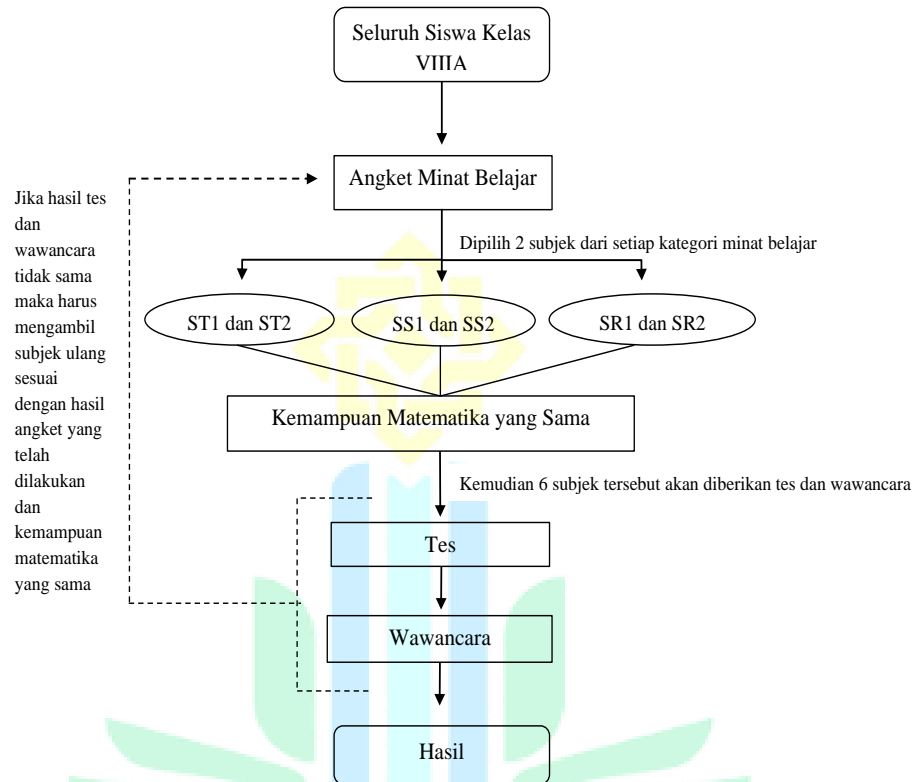 Seluruh Siswa Kelas
VIIIA
Angket Minat Belajar
Jika hasil tes
dan
wawancara
tidak sama
maka harus
mengambil
subjek ulang
sesuai
dengan hasil
angket yang
telah
dilakukan
dan
kemampuan
matematika
yang sama
Dipilih 2 subjek dari setiap kategori minat belajar
ST1 dan ST2
SS1 dan SS2
SR1 dan SR2
Kemampuan Matematika yang Sama
Kemudian 6 subjek tersebut akan diberikan tes dan wawancara
Tes
Wawancara
Hasil